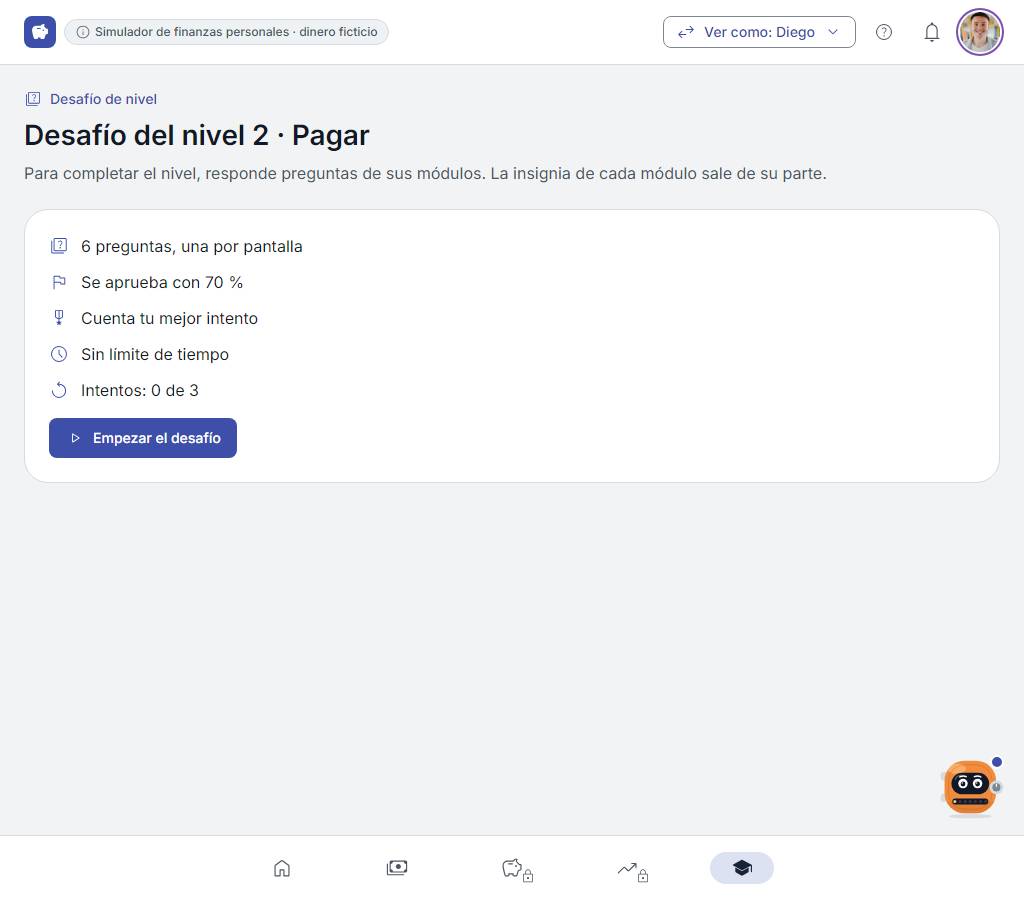 Simulador de finanzas personales · dinero ficticio
Ver como: Diego
Desafío de nivel
Desafío del nivel 2 · Pagar
Para completar el nivel, responde preguntas de sus módulos. La insignia de cada módulo sale de su parte.
6 preguntas, una por pantalla
Se aprueba con 70 %
Cuenta tu mejor intento
Sin límite de tiempo
Intentos: 0 de 3
Empezar el desafío